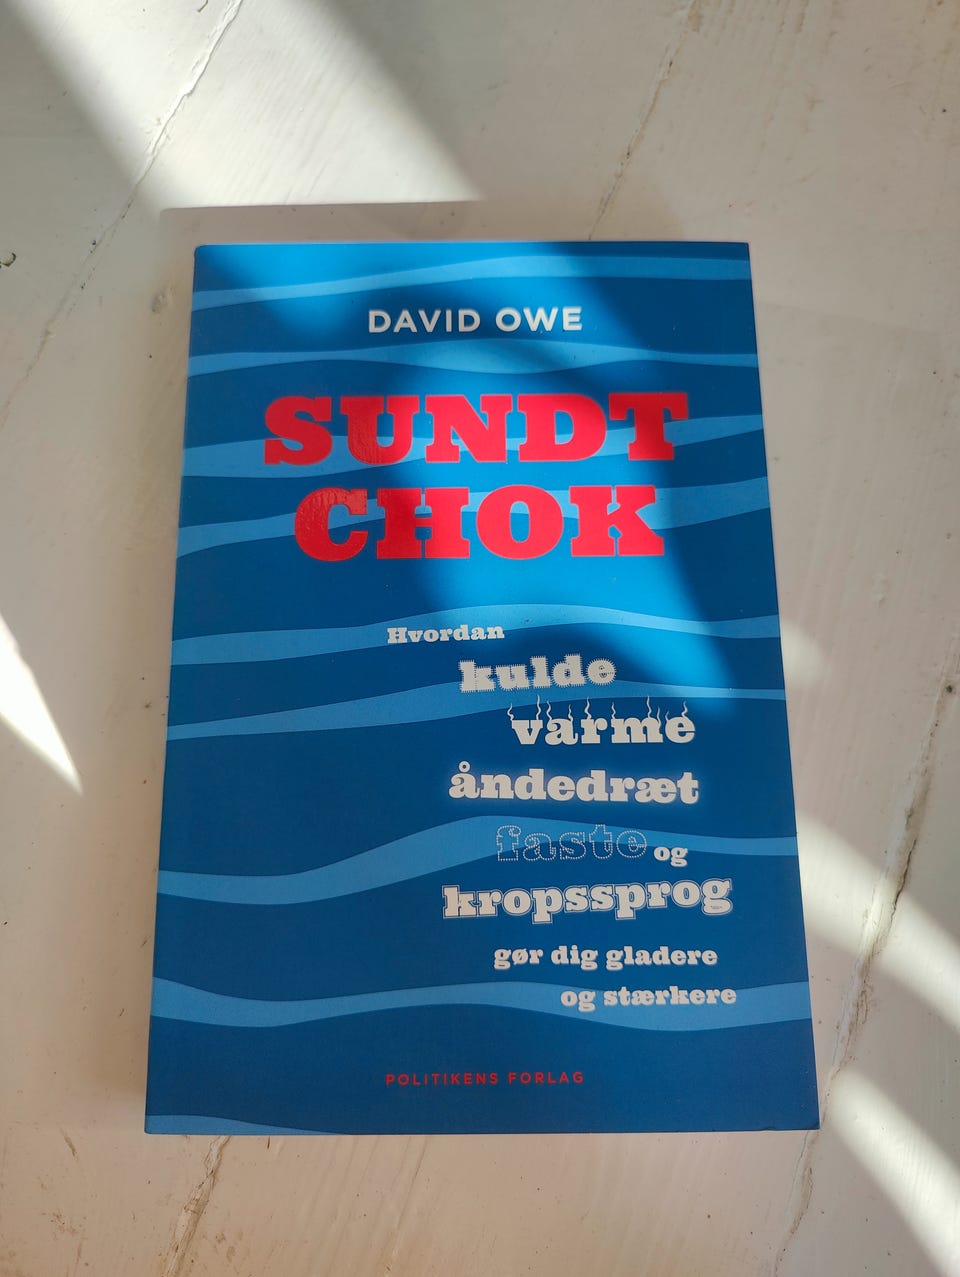 DAVID OWE
SUNDT
CHOK
Hvordan
kulde
varme
åndedræt
faste og
kropssprog
gør dig gladere
og stærkere
POLITIKENS FORLAG